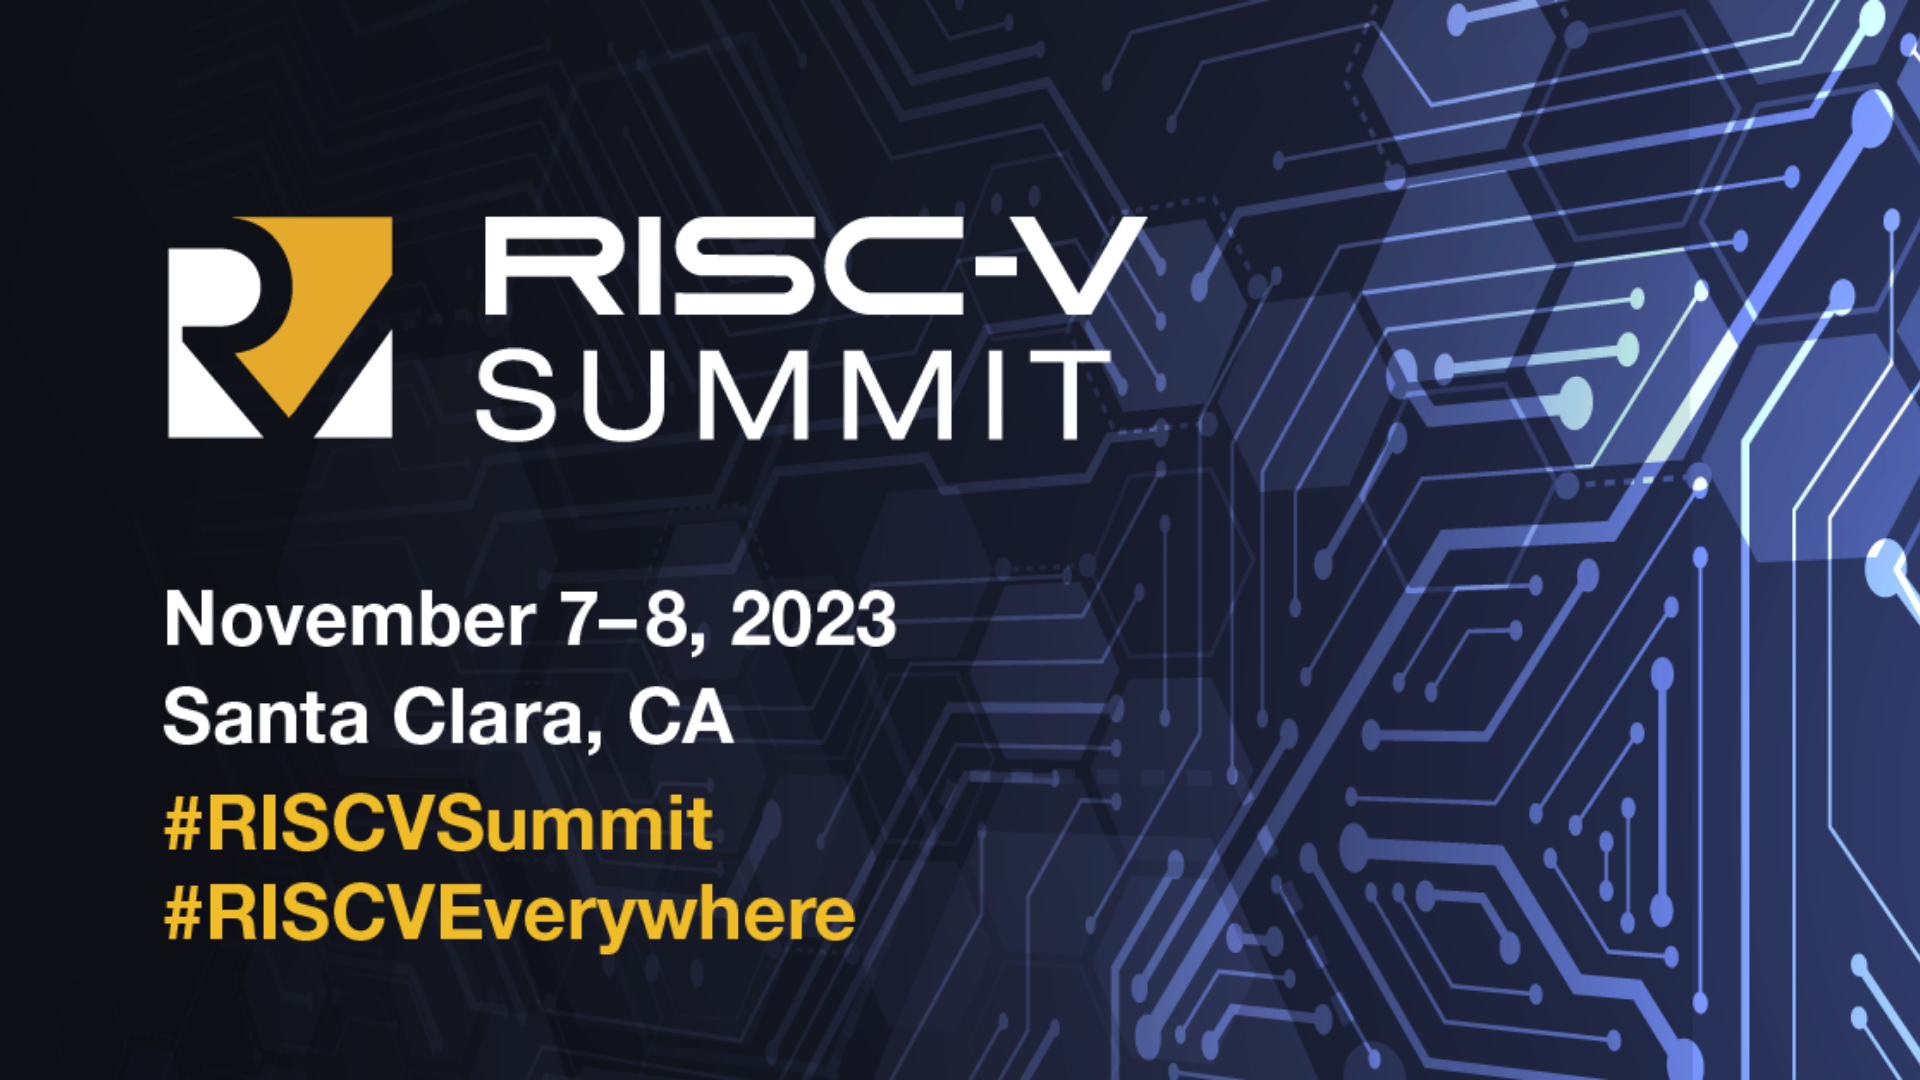 RISC-V
SUMMIT
November 7–8, 2023
Santa Clara, CA
#RISCVSummit
#RISCVEverywhere